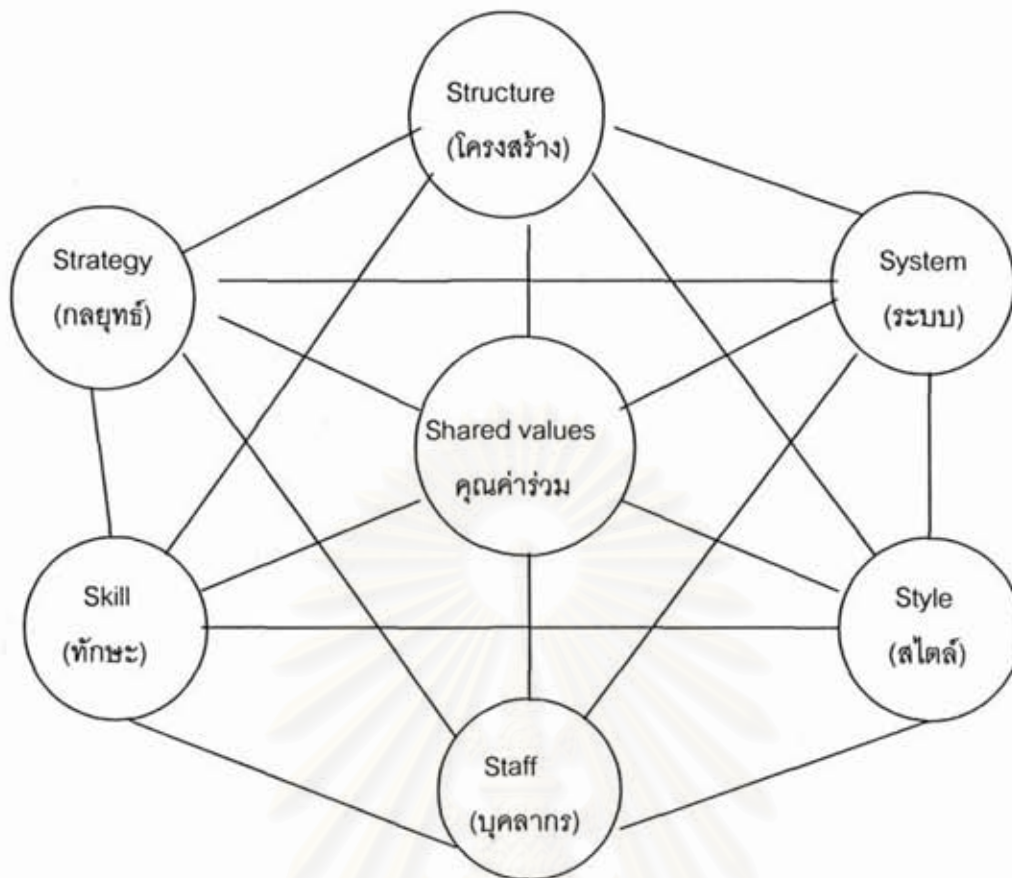 Structure
(โครงสร้าง)
Strategy
(กลยุทธ์)
System
(ระบบ)
Shared values
คุณค่าร่วม
Skill
(ทักษะ)
Style
(สไตล์)
Staff
(บุคลากร)